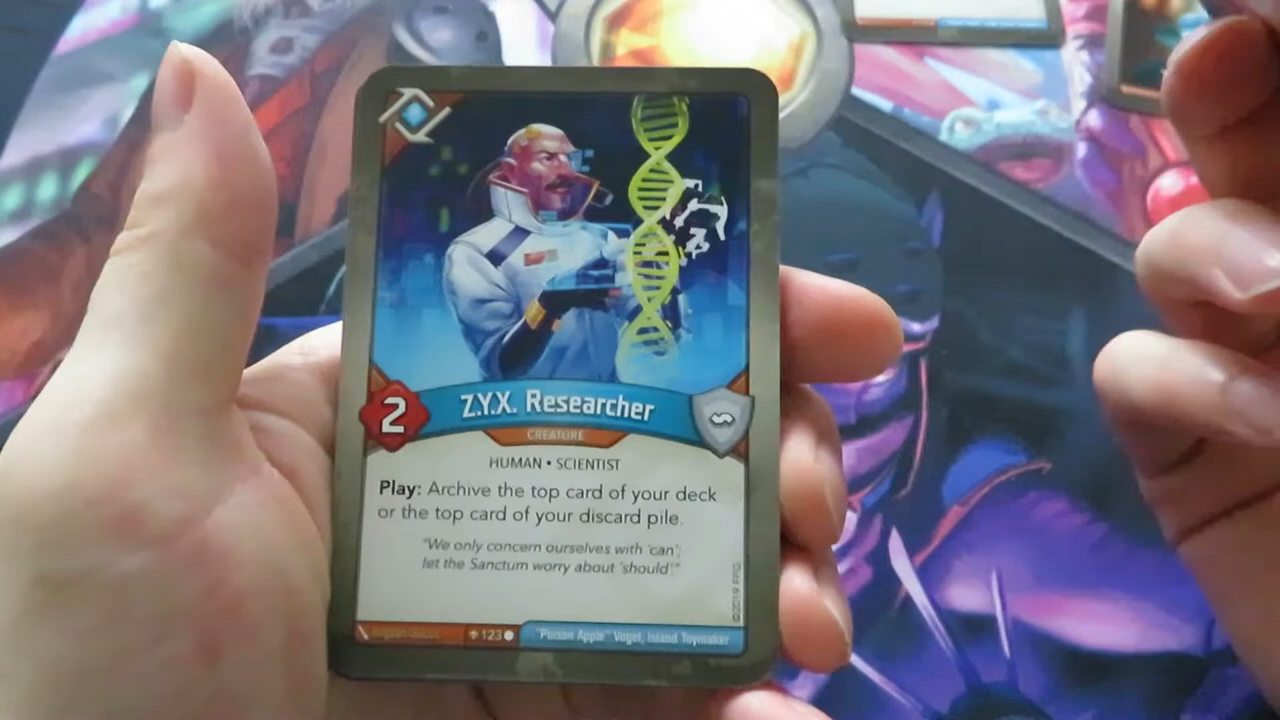 Z.Y.X. Researcher
2
CREATURE
HUMAN • SCIENTIST
Play: Archive the top card of your deck
or the top card of your discard pile.
"We only concern ourselves with 'can';
let the Sanctum worry about 'should'."
©2019 FFG
123
"Poison Apple" Vogel, Island Toymaker